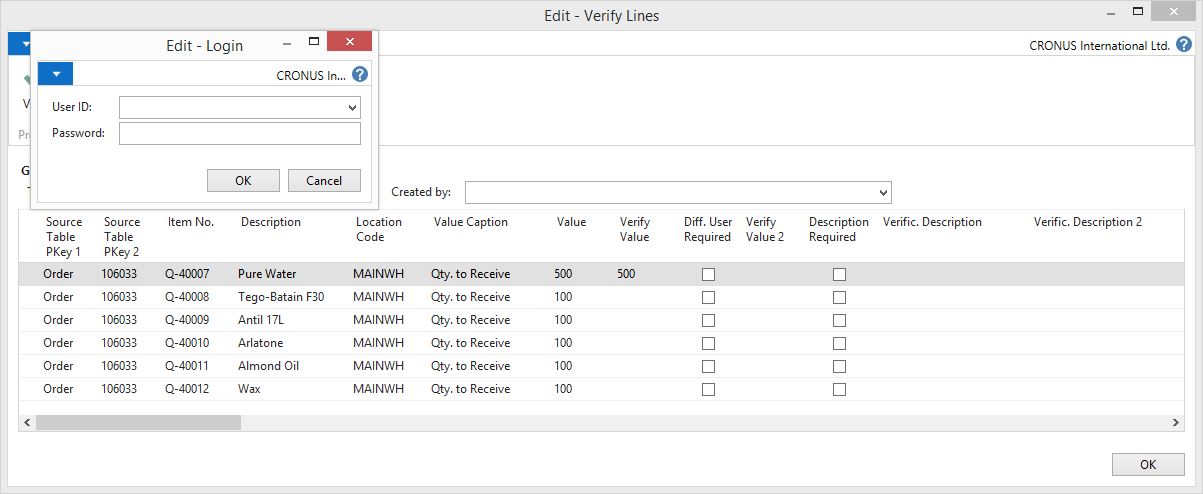 Edit - Verify Lines
Edit - Login
CRONUS International Ltd.
CRONUS In...
User ID:
Password:
OK Cancel
Created by:
Source Table PKey 1 Source Table PKey 2 Item No. Description Location Code Value Caption Value Verify Value Diff. User Required Verify Value 2 Description Required Verific. Description Verific. Description 2
Order 106033 Q-40007 Pure Water MAINWH Qty. to Receive 500 500
Order 106033 Q-40008 Tego-Batain F30 MAINWH Qty. to Receive 100
Order 106033 Q-40009 Antil 17L MAINWH Qty. to Receive 100
Order 106033 Q-40010 Arlatone MAINWH Qty. to Receive 100
Order 106033 Q-40011 Almond Oil MAINWH Qty. to Receive 100
Order 106033 Q-40012 Wax MAINWH Qty. to Receive 100
OK